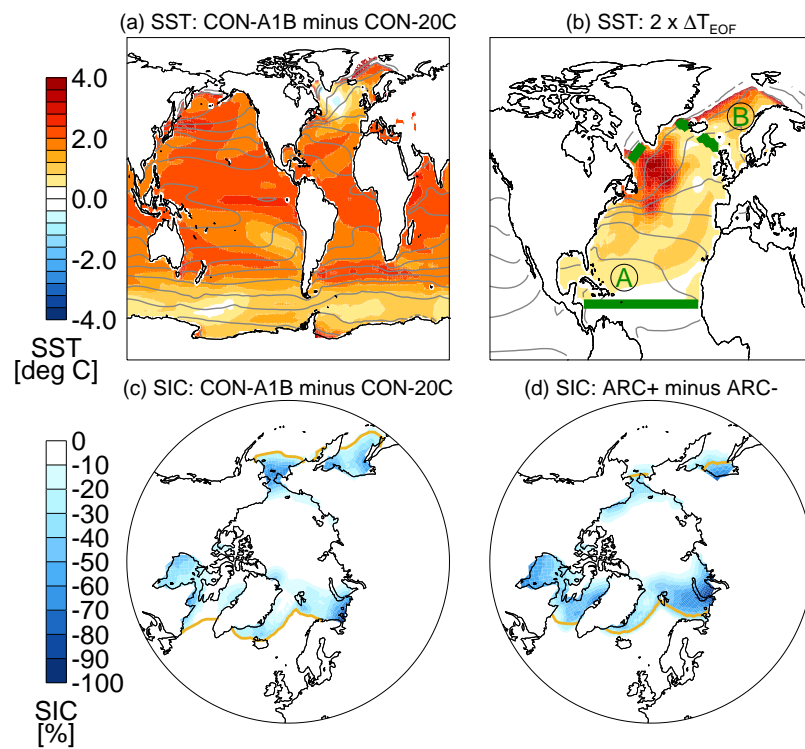 (a) SST: CON-A1B minus CON-20C
(b) SST: 2 x ΔT_EOF
4.0
2.0
0.0
-2.0
-4.0
SST
[deg C]
B
A
(c) SIC: CON-A1B minus CON-20C
(d) SIC: ARC+ minus ARC-
0
-10
-20
-30
-40
-50
-60
-70
-80
-90
-100
SIC
[%]